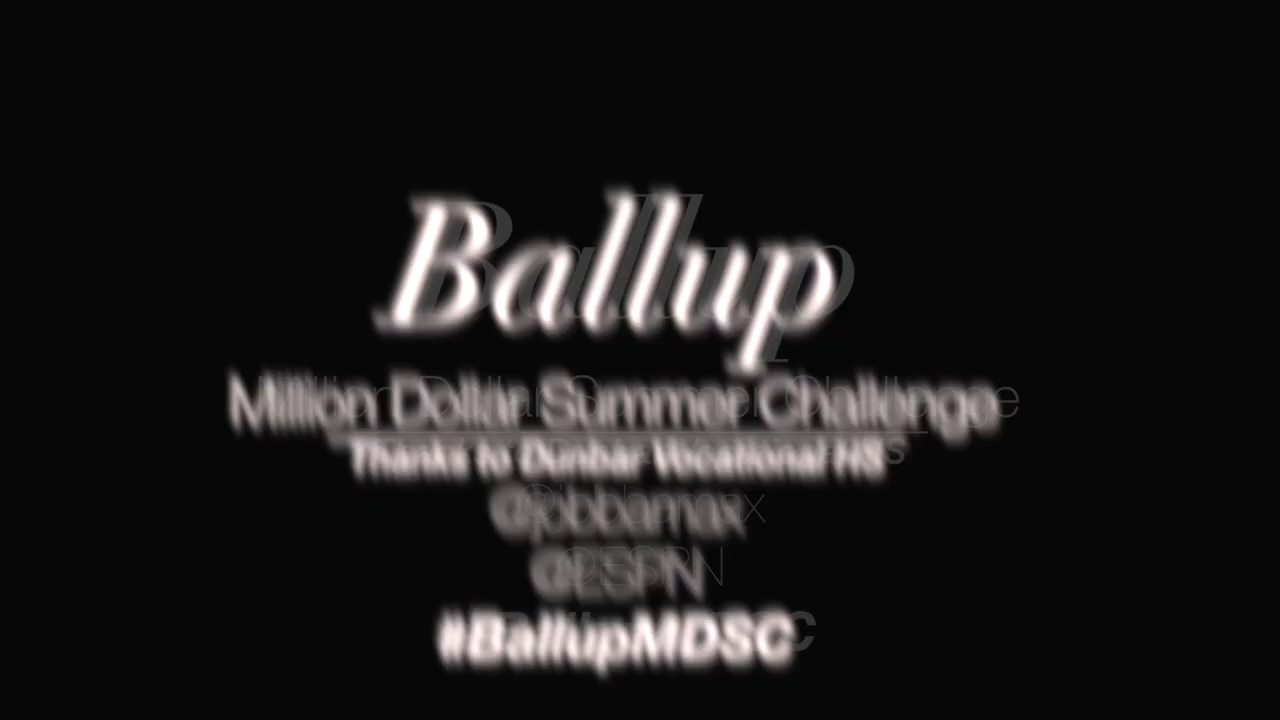 Ballup
Million Dollar Summer Challenge
Thanks to Dunbar Vocational HS
@ESPN
#BallupMDSC